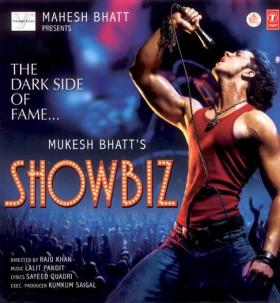 MAHESH BHATT
PRESENTS
THE
DARK SIDE
OF
FAME...
MUKESH BHATT'S
SHOWBIZ
DIRECTED BY RAJU KHAN
MUSIC LALIT PANDIT
LYRICS SAYEED QUADRI
EXEC. PRODUCER KUMKUM SAIGAL